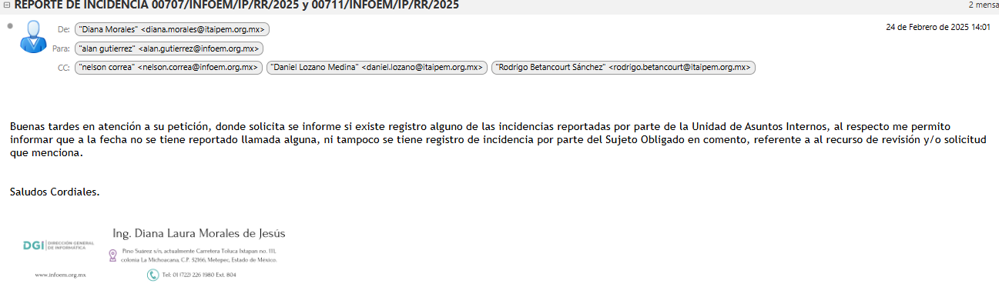 REPORTE DE INCIDENCIA 00707/INFOEM/IP/RR/2025 y 00711/INFOEM/IP/RR/2025
2 mensa
De: "Diana Morales" <diana.morales@itaipem.org.mx>
24 de Febrero de 2025 14:01
Para: "alan gutierrez" <alan.gutierrez@infoem.org.mx>
CC: "nelson correa" <nelson.correa@infoem.org.mx> "Daniel Lozano Medina" <daniel.lozano@itaipem.org.mx> "Rodrigo Betancourt Sánchez" <rodrigo.betancourt@itaipem.org.mx>
Buenas tardes en atención a su petición, donde solicita se informe si existe registro alguno de las incidencias reportadas por parte de la Unidad de Asuntos Internos, al respecto me permito
informar que a la fecha no se tiene reportado llamada alguna, ni tampoco se tiene registro de incidencia por parte del Sujeto Obligado en comento, referente a al recurso de revisión y/o solicitud
que menciona.
Saludos Cordiales.
Ing. Diana Laura Morales de Jesús
DGI DIRECCIÓN GENERAL
DE INFORMÁTICA
Pino Suárez s/n, actualmente Carretera Toluca Ixtapan no. 111,
colonia La Michoacana, C.P. 52166, Metepec, Estado de México.
www.infoem.org.mx
Tel: 01 (722) 226 1980 Ext. 804